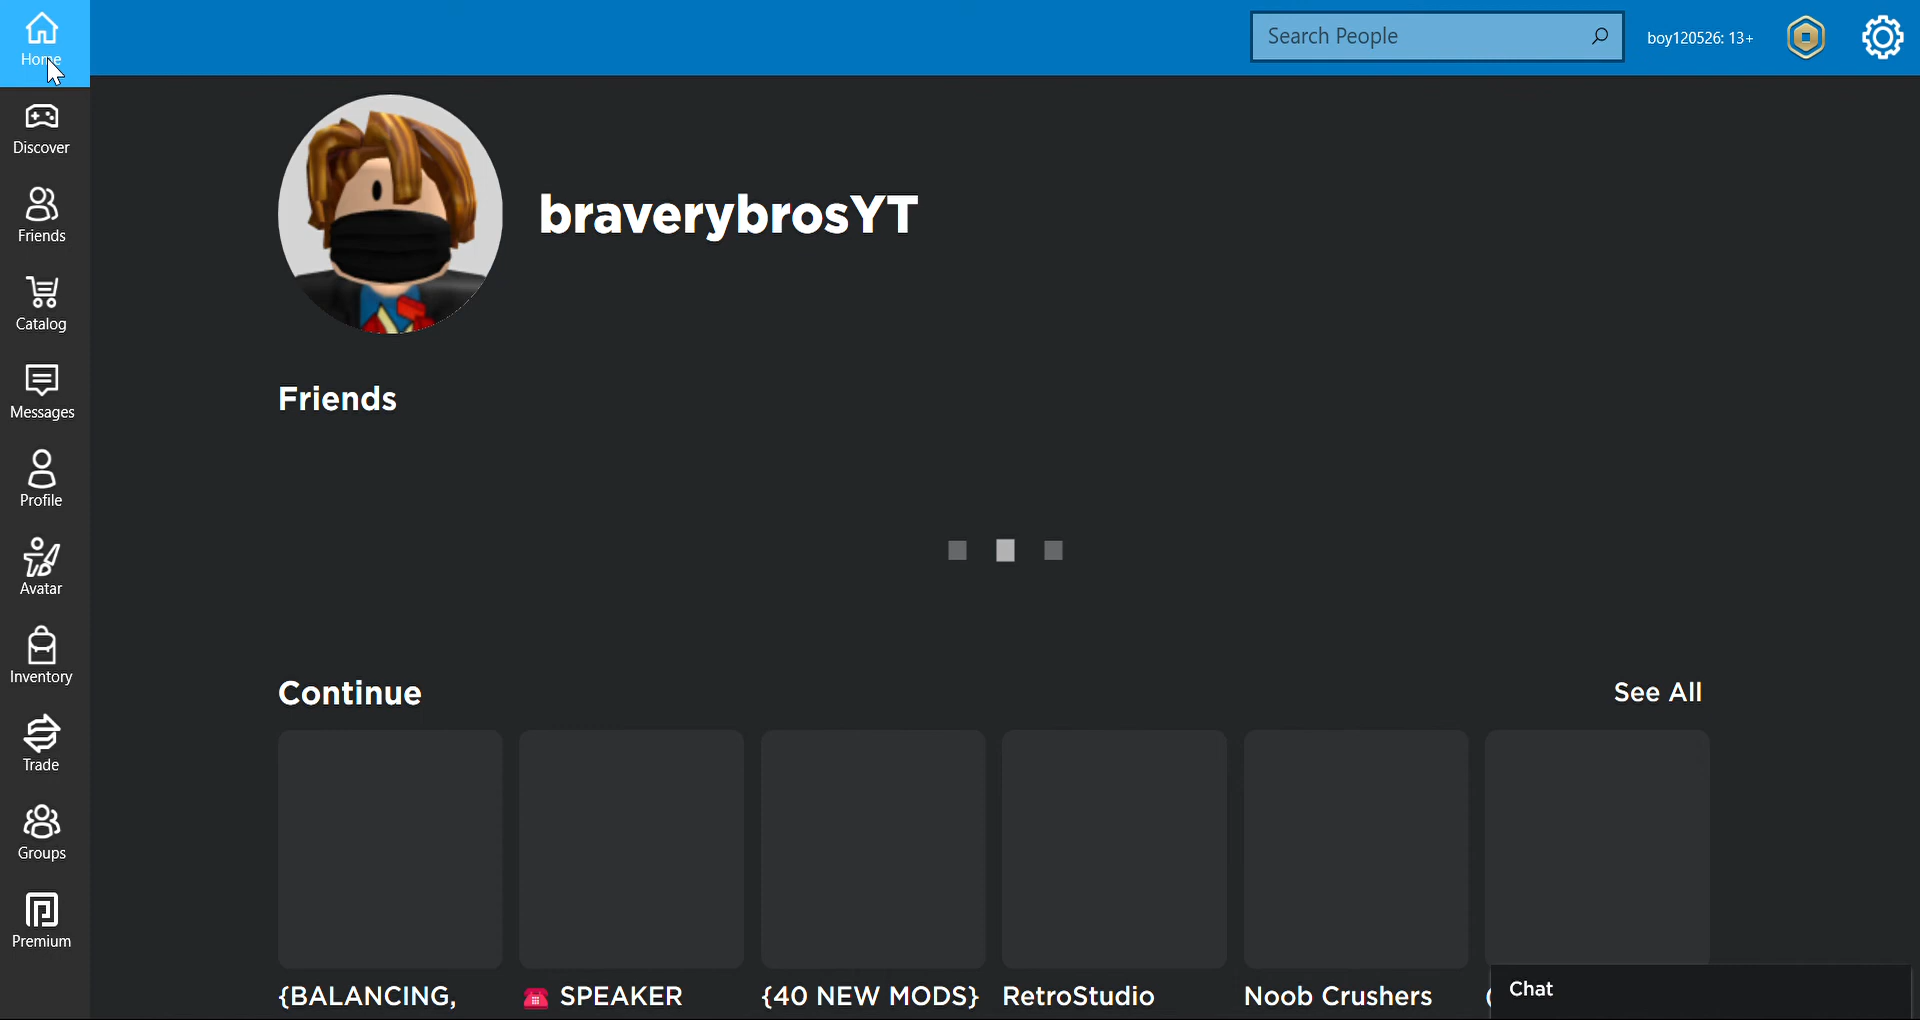 Home
Search People
boy120526: 13+
Discover
Friends
Catalog
Messages
Profile
Avatar
Inventory
Trade
Groups
Premium
braverybrosYT
Friends
Continue
See All
{BALANCING,
SPEAKER
{40 NEW MODS}
RetroStudio
Noob Crushers
(
Chat